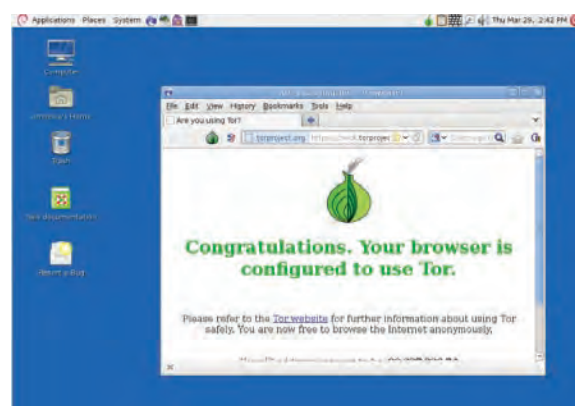 Applications Places System Thu Mar 29, 2:42 PM
Computer
Trash
Report a Bug
File Edit View History Bookmarks Tools Help
Are you using Tor?
torproject.org
Congratulations. Your browser is
configured to use Tor.
Please refer to the Tor website for further information about using Tor
safely. You are now free to browse the Internet anonymously.